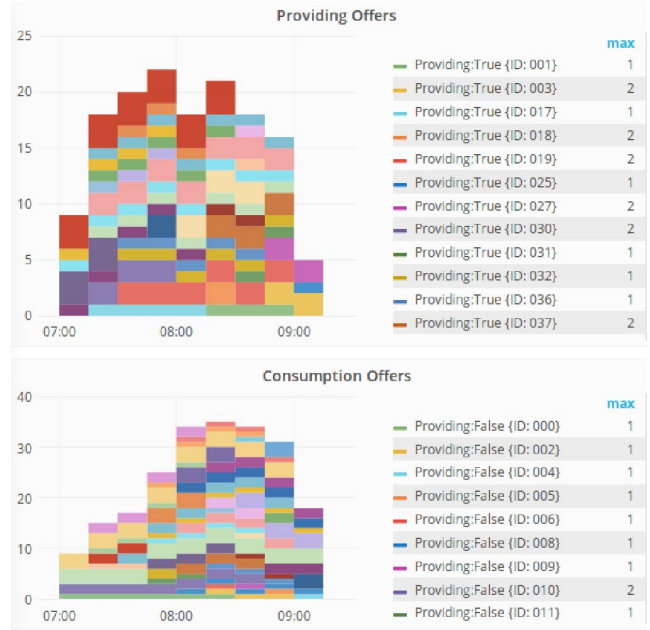 Providing Offers
25
20
15
10
5
0
07:00 08:00 09:00
max
Providing:True {ID: 001} 1
Providing:True {ID: 003} 2
Providing:True {ID: 017} 1
Providing:True {ID: 018} 2
Providing:True {ID: 019} 2
Providing:True {ID: 025} 1
Providing:True {ID: 027} 2
Providing:True {ID: 030} 2
Providing:True {ID: 031} 1
Providing:True {ID: 032} 1
Providing:True {ID: 036} 1
Providing:True {ID: 037} 2
Consumption Offers
40
30
20
10
0
07:00 08:00 09:00
max
Providing:False {ID: 000} 1
Providing:False {ID: 002} 1
Providing:False {ID: 004} 1
Providing:False {ID: 005} 1
Providing:False {ID: 006} 1
Providing:False {ID: 008} 1
Providing:False {ID: 009} 1
Providing:False {ID: 010} 2
Providing:False {ID: 011} 1